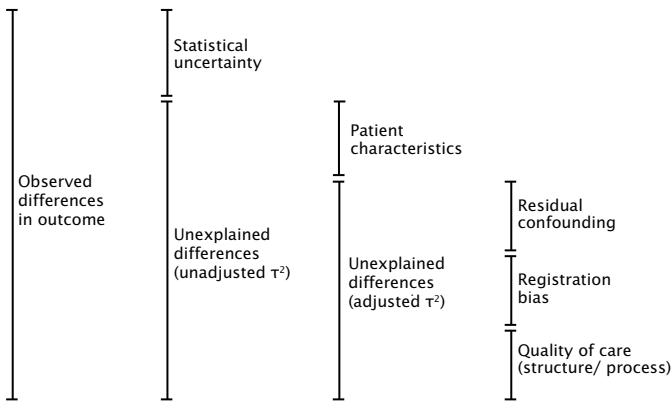 Observed
differences
in outcome
Statistical
uncertainty
Unexplained
differences
(unadjusted τ²)
Patient
characteristics
Unexplained
differences
(adjusted τ²)
Residual
confounding
Registration
bias
Quality of care
(structure/ process)